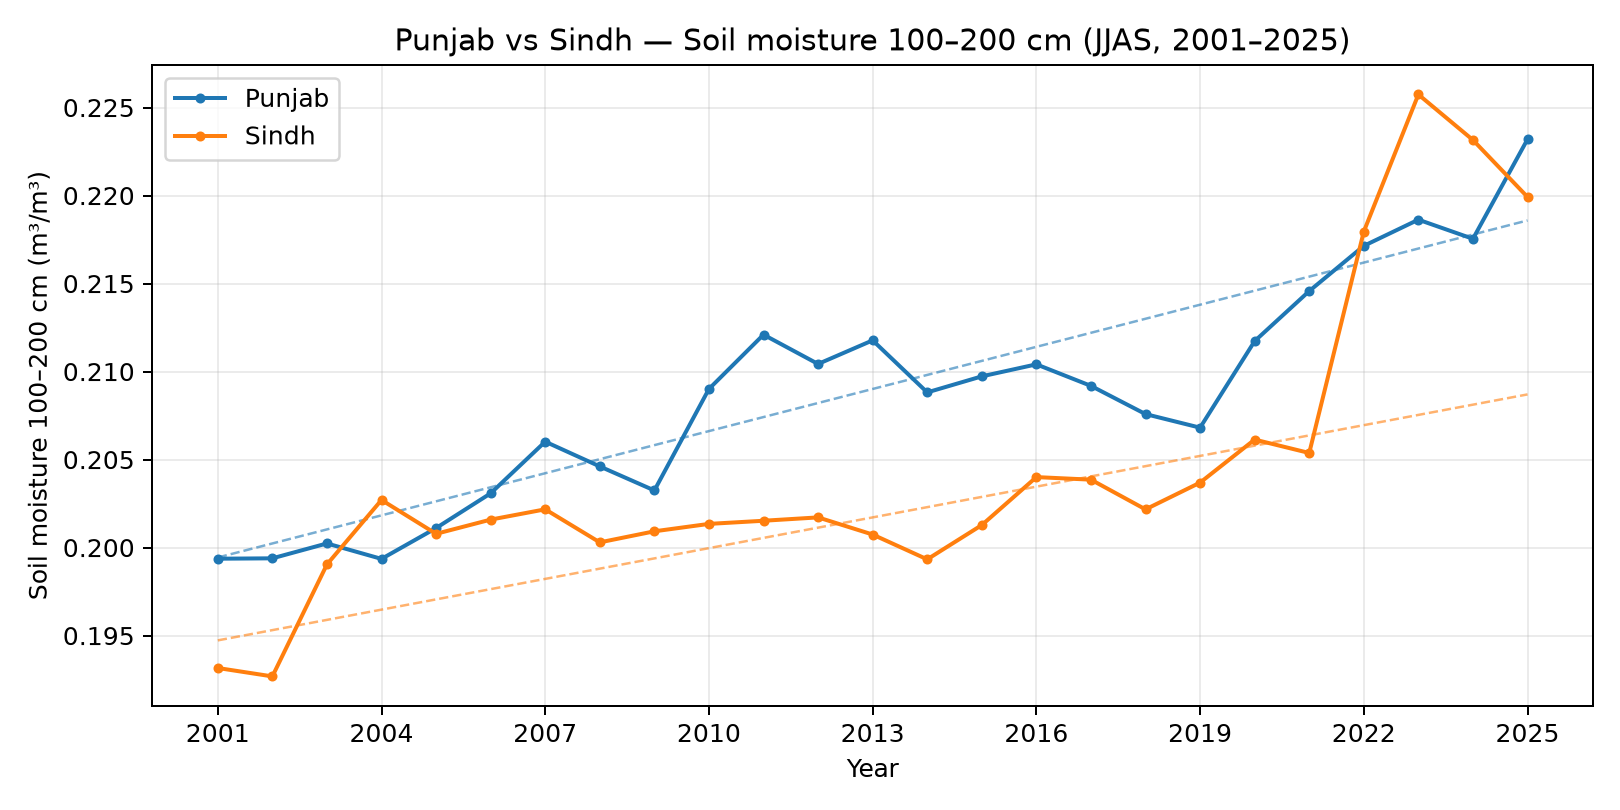 Punjab vs Sindh — Soil moisture 100–200 cm (JJAS, 2001–2025)
Punjab
Sindh
Soil moisture 100–200 cm (m³/m³)
0.225
0.220
0.215
0.210
0.205
0.200
0.195
2001 2004 2007 2010 2013 2016 2019 2022 2025
Year